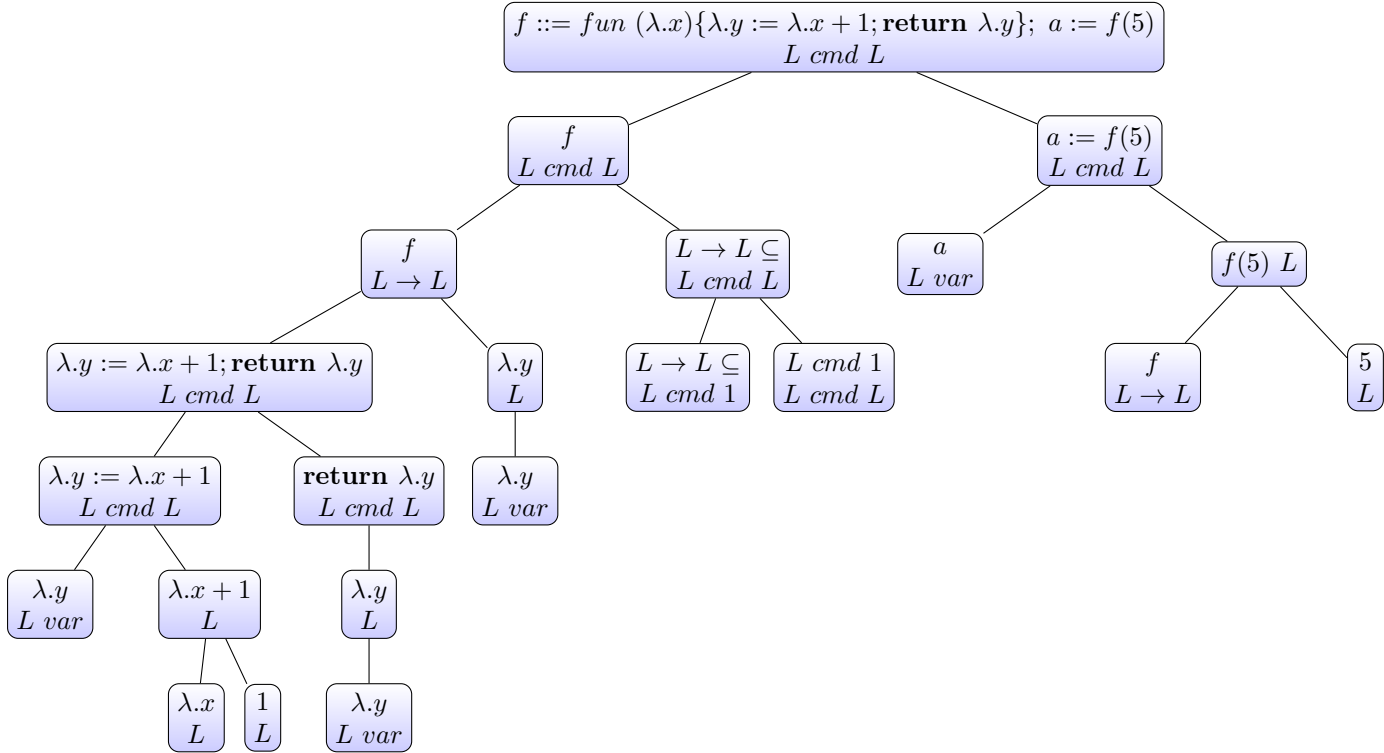 f ::= fun (λ.x){λ.y := λ.x + 1; return λ.y}; a := f(5)
L cmd L
f
L cmd L
a := f(5)
L cmd L
f
L → L
L → L ⊆
L cmd L
a
L var
f(5) L
λ.y := λ.x + 1; return λ.y
L cmd L
λ.y
L
L → L ⊆
L cmd 1
L cmd 1
L cmd L
f
L → L
5
L
λ.y := λ.x + 1
L cmd L
return λ.y
L cmd L
λ.y
L var
λ.y
L var
λ.x + 1
L
λ.y
L
λ.x
L
1
L
λ.y
L var